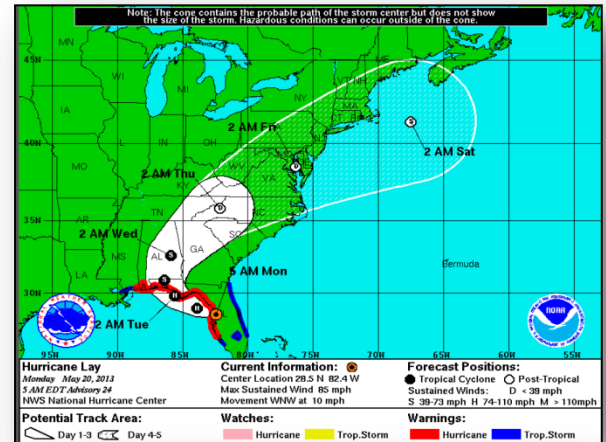 Note: The cone contains the probable path of the storm center but does not show
the size of the storm. Hazardous conditions can occur outside of the cone.
MN
ME
45N
WI
VT NH
MI
NY
MA
IA
2 AM Fri
D
S
40N
IL
IN
OH
2 AM Sat
MO
WV
VA
2 AM Thu
KY
D
TN
NC
35N
AR
SC
2 AM Wed
S
MS
AL
GA
5 AM Mon
Bermuda
LA
S
30N
H
H
2 AM Tue
NOAA
95W 90W 85W 80W 75W 70W 65W 60W 55W
Hurricane Lay
Monday May 20, 2013
5 AM EDT Advisory 24
NWS National Hurricane Center
Current Information:
Center Location 28.5 N 82.4 W
Max Sustained Wind 85 mph
Movement WNW at 10 mph
Forecast Positions:
Tropical Cyclone Post-Tropical
Sustained Winds: D < 39 mph
S 39-73 mph H 74-110 mph M > 110mph
Potential Track Area:
Day 1-3 Day 4-5
Watches:
Hurricane Trop.Storm
Warnings:
Hurricane Trop.Storm